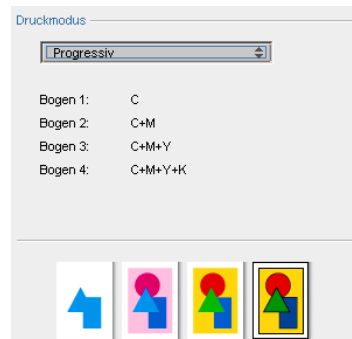 Druckmodus
Progressiv
Bogen 1: C
Bogen 2: C+M
Bogen 3: C+M+Y
Bogen 4: C+M+Y+K